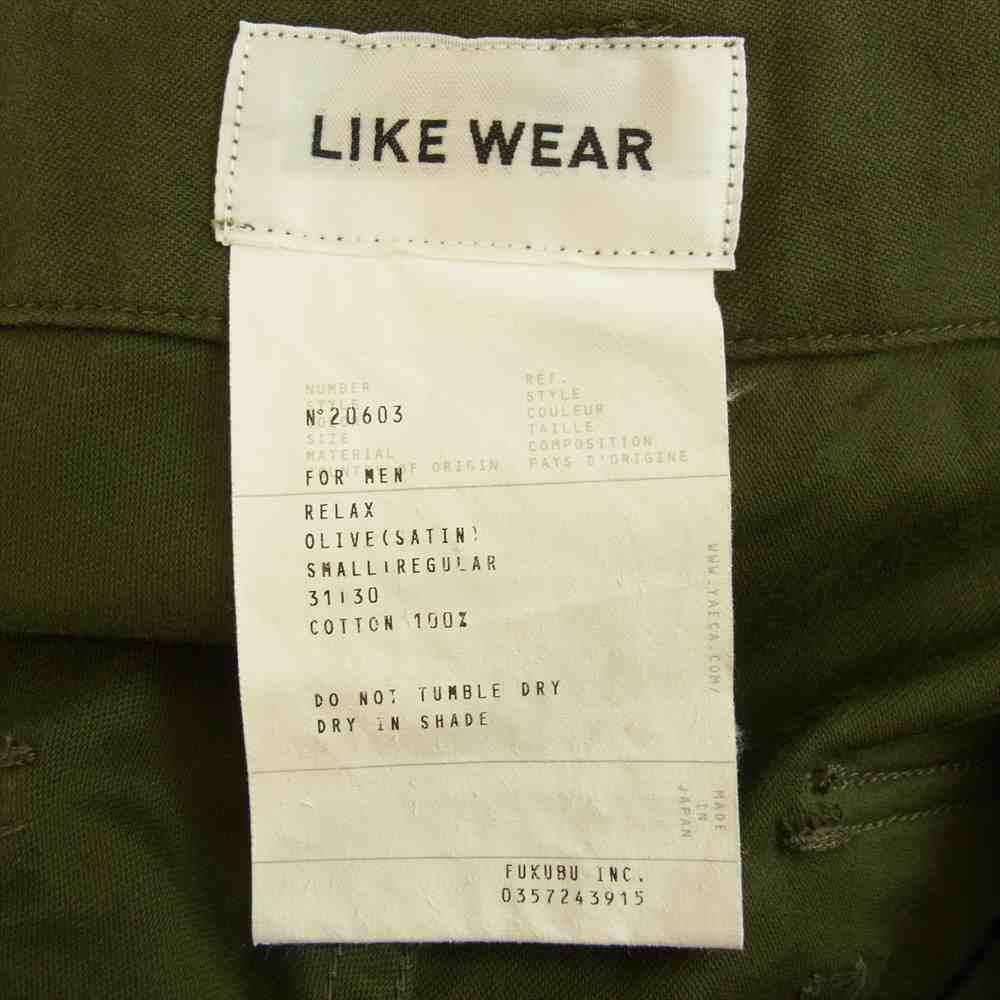 LIKE WEAR
NUMBER
STYLE
N°20603
SIZE
MATERIAL
OF ORIGIN
FOR MEN
REF.
STYLE
COULEUR
TAILLE
COMPOSITION
PAYS D'ORIGINE
RELAX
OLIVE(SATIN)
SMALL|REGULAR
31|30
COTTON 100%
DO NOT TUMBLE DRY
DRY IN SHADE
WWW.YAECA.COM/
MADE
IN
JAPAN
FUKUBU INC.
0357243915